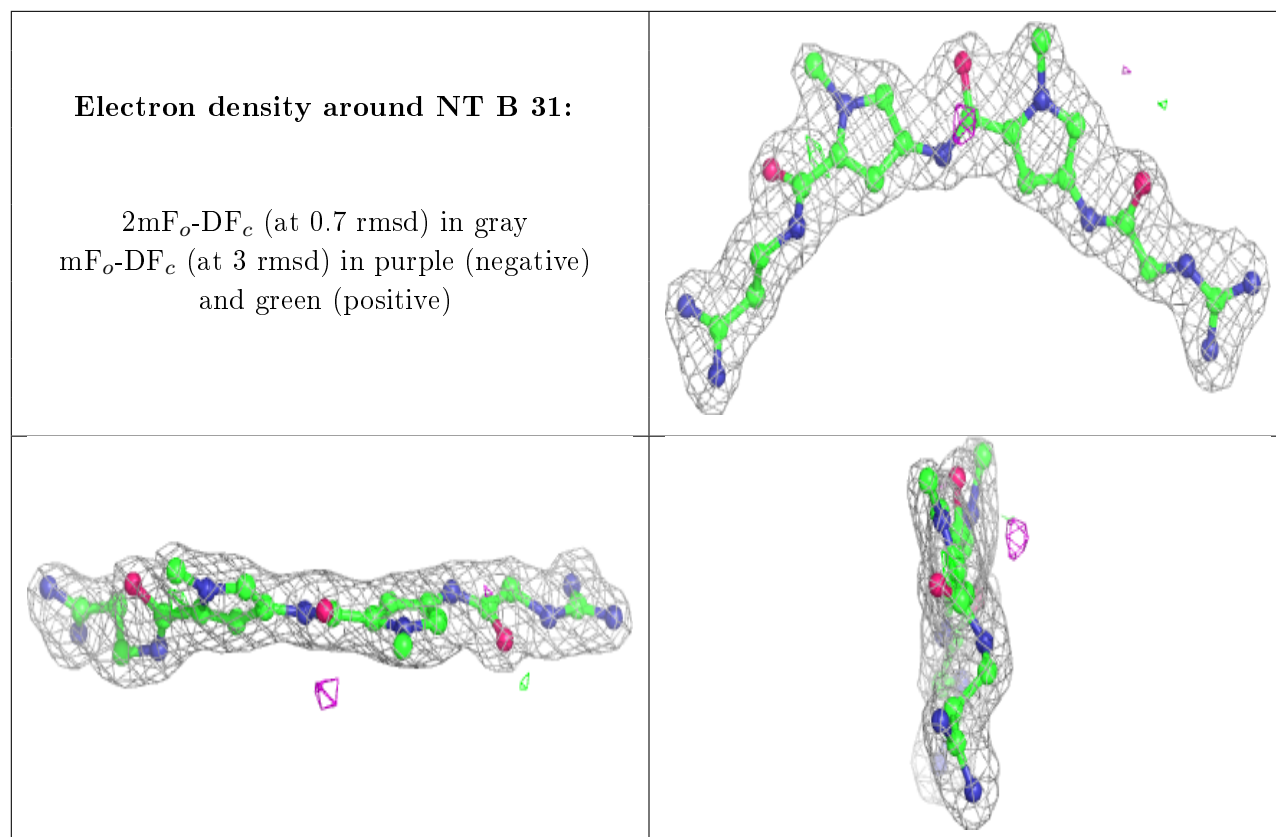 Electron density around NT B 31:
2mFo-DFc (at 0.7 rmsd) in gray
mFo-DFc (at 3 rmsd) in purple (negative)
and green (positive)